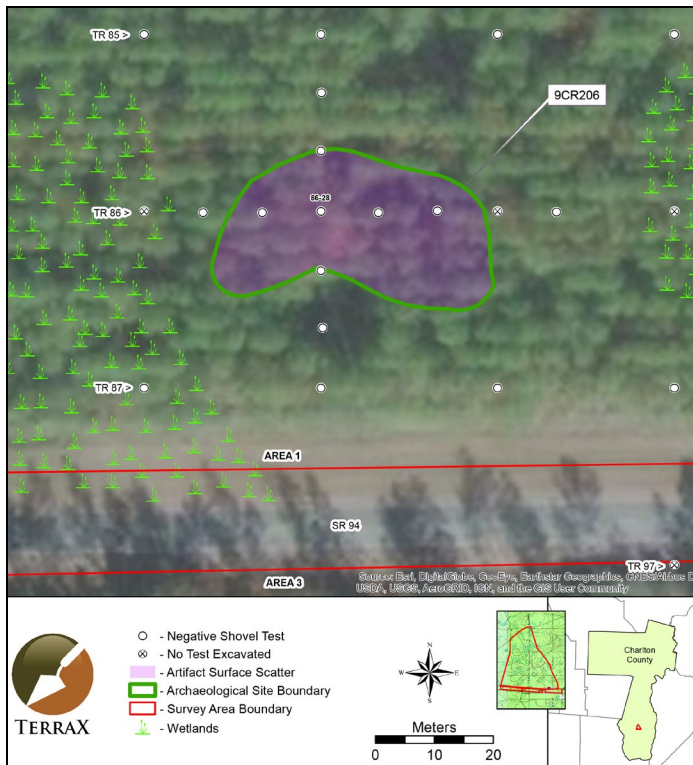 TR 85 >
9CR206
86-28
TR 86 >
TR 87 >
AREA 1
SR 94
TR 97 >
AREA 3
Source: Esri, DigitalGlobe, GeoEye, Earthstar Geographics, CNES/Airbus D
USDA, USGS, AeroGRID, IGN, and the GIS User Community
- Negative Shovel Test
- No Test Excavated
- Artifact Surface Scatter
- Archaeological Site Boundary
- Survey Area Boundary
- Wetlands
TERRAX
N
W E
S
Meters
0 10 20
Charlton
County